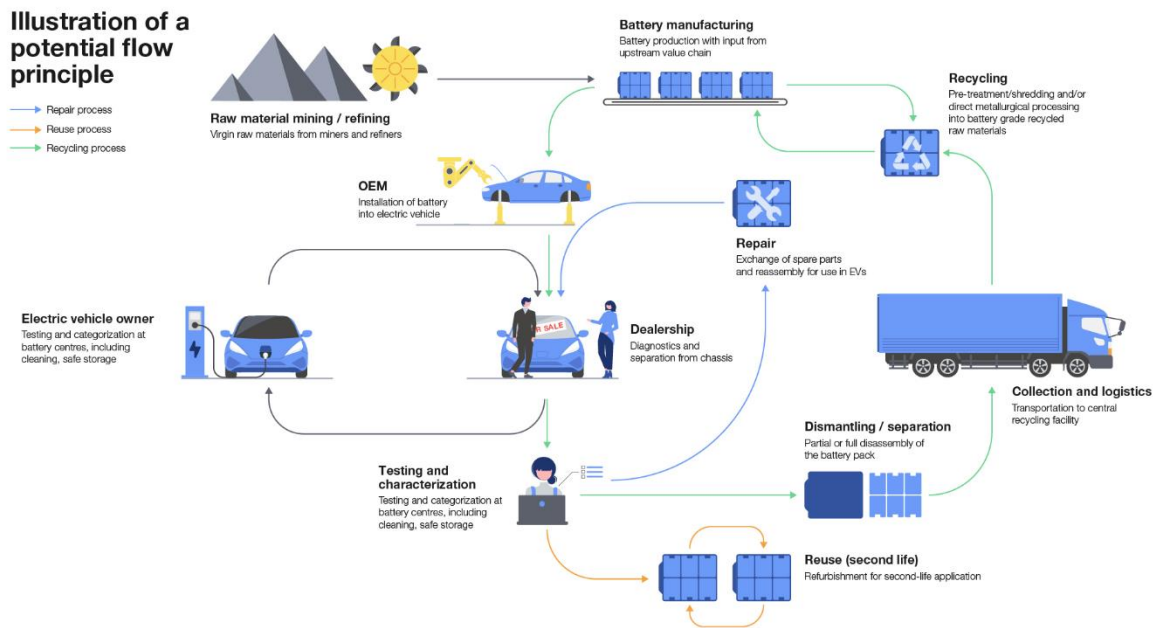 Illustration of a
potential flow
principle
Repair process
Reuse process
Recycling process
Raw material mining / refining
Virgin raw materials from miners and refiners
Battery manufacturing
Battery production with input from
upstream value chain
Recycling
Pre-treatment/shredding and/or
direct metallurgical processing
into battery grade recycled
raw materials
OEM
Installation of battery
into electric vehicle
Repair
Exchange of spare parts
and reassembly for use in EVs
Electric vehicle owner
Testing and categorization at
battery centres, including
cleaning, safe storage
R SALE
Dealership
Diagnostics and
separation from chassis
Collection and logistics
Transportation to central
recycling facility
Dismantling / separation
Partial or full disassembly of
the battery pack
Testing and
characterization
Testing and categorization at
battery centres, including
cleaning, safe storage
Reuse (second life)
Refurbishment for second-life application